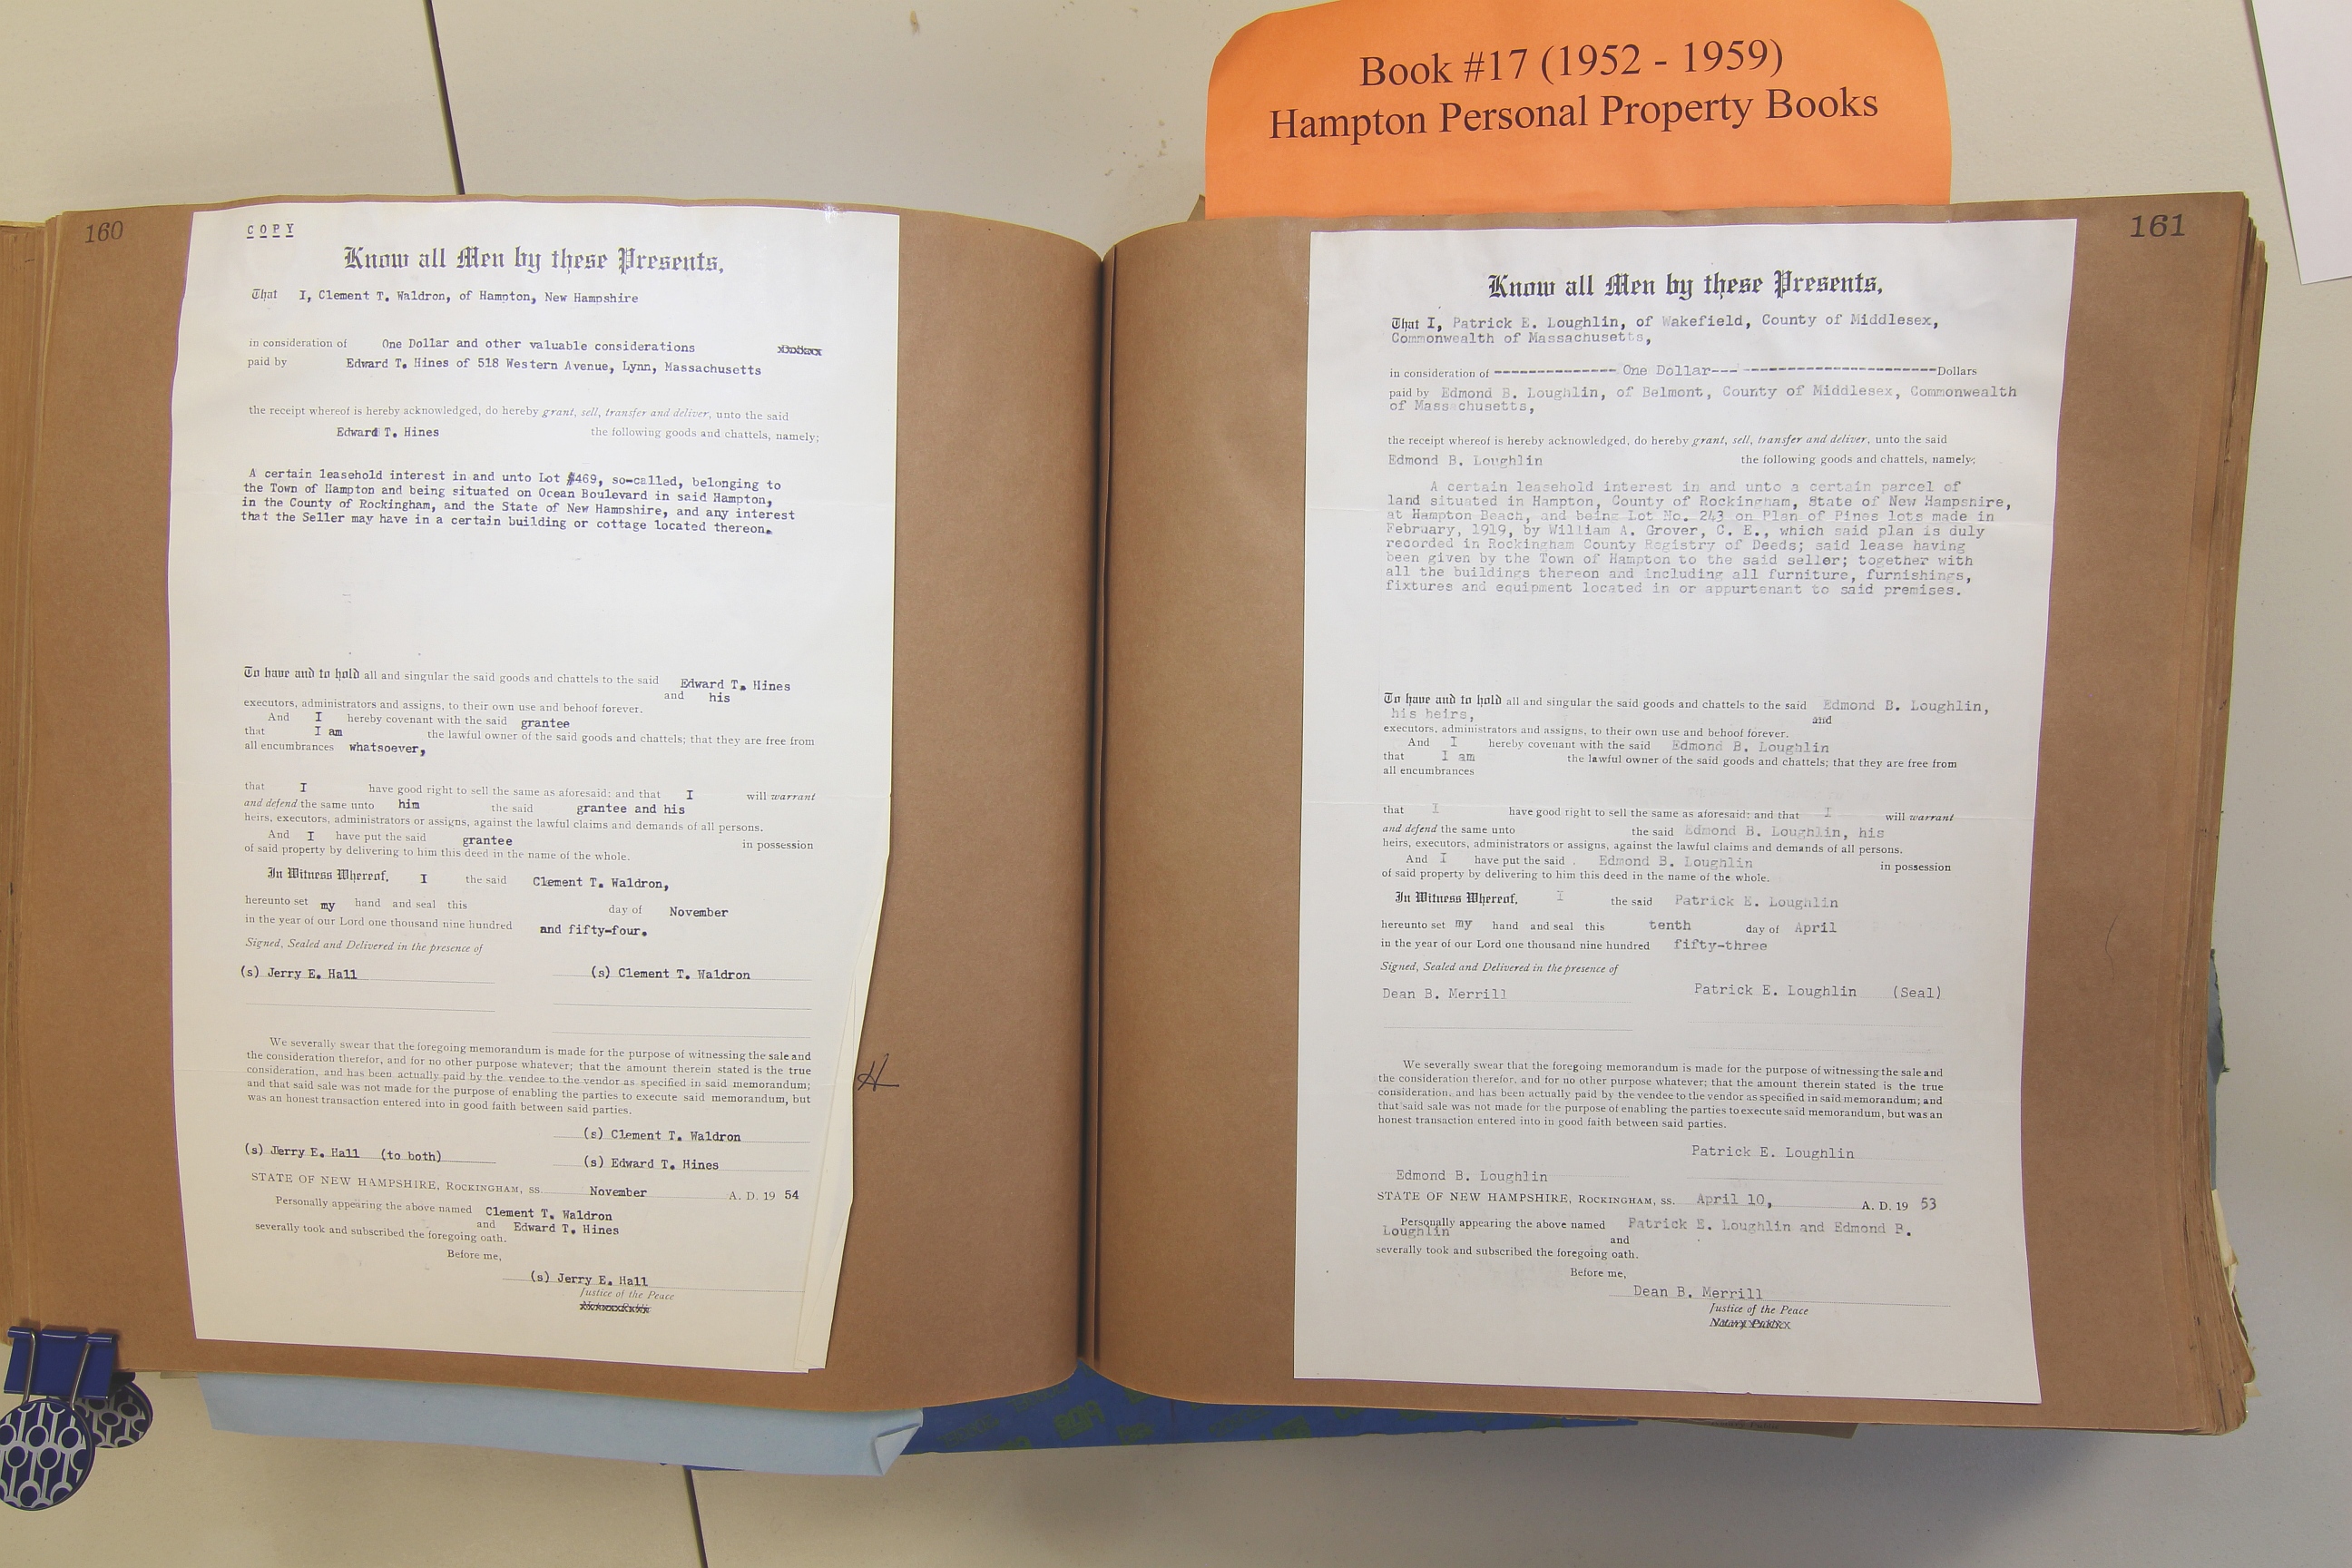 Book #17 (1952 - 1959)
Hampton Personal Property Books
160
COPY
Know all Men by these Presents,
That I, Clement T. Waldron, of Hampton, New Hampshire
in consideration of One Dollar and other valuable considerations
paid by Edward T. Hines of 518 Western Avenue, Lynn, Massachusetts
the receipt whereof is hereby acknowledged, do hereby grant, sell, transfer and deliver, unto the said
Edward T. Hines the following goods and chattels, namely;
A certain leasehold interest in and unto Lot #469, so-called, belonging to
the Town of Hampton and being situated on Ocean Boulevard in said Hampton,
in the County of Rockingham, and the State of New Hampshire, and any interest
that the Seller may have in a certain building or cottage located thereon.
To have and to hold all and singular the said goods and chattels to the said Edward T. Hines
and his
executors, administrators and assigns, to their own use and behoof forever.
And I hereby covenant with the said grantee
that I am the lawful owner of the said goods and chattels; that they are free from
all encumbrances whatsoever,
that I have good right to sell the same as aforesaid; and that I will warrant
and defend the same unto him the said grantee and his
heirs, executors, administrators or assigns, against the lawful claims and demands of all persons.
And I have put the said grantee in possession
of said property by delivering to him this deed in the name of the whole.
In Witness Whereof, I the said Clement T. Waldron,
hereunto set my hand and seal this day of November
in the year of our Lord one thousand nine hundred and fifty-four.
Signed, Sealed and Delivered in the presence of
(s) Jerry E. Hall (s) Clement T. Waldron
We severally swear that the foregoing memorandum is made for the purpose of witnessing the sale and
the consideration therefor, and for no other purpose whatever; that the amount therein stated is the true
consideration, and has been actually paid by the vendee to the vendor as specified in said memorandum;
and that said sale was not made for the purpose of enabling the parties to execute said memorandum, but
was an honest transaction entered into in good faith between said parties.
(s) Clement T. Waldron
(s) Jerry E. Hall (to both) (s) Edward T. Hines
STATE OF NEW HAMPSHIRE, ROCKINGHAM, SS. November A. D. 19 54
Personally appearing the above named Clement T. Waldron
and Edward T. Hines
severally took and subscribed the foregoing oath.
Before me,
(s) Jerry E. Hall
Justice of the Peace
H
161
Know all Men by these Presents,
That I, Patrick E. Loughlin, of Wakefield, County of Middlesex,
Commonwealth of Massachusetts,
in consideration of -------------- One Dollar--- ----------------------Dollars
paid by Edmond B. Loughlin, of Belmont, County of Middlesex, Commonwealth
of Massachusetts,
the receipt whereof is hereby acknowledged, do hereby grant, sell, transfer and deliver, unto the said
Edmond B. Loughlin the following goods and chattels, namely;
A certain leasehold interest in and unto a certain parcel of
land situated in Hampton, County of Rockingham, State of New Hampshire,
at Hampton Beach, and being Lot No. 243 on Plan of Pines lots made in
February, 1919, by William A. Grover, C. E., which said plan is duly
recorded in Rockingham County Registry of Deeds; said lease having
been given by the Town of Hampton to the said seller; together with
all the buildings thereon and including all furniture, furnishings,
fixtures and equipment located in or appurtenant to said premises.
To have and to hold all and singular the said goods and chattels to the said Edmond B. Loughlin,
his heirs, and
executors, administrators and assigns, to their own use and behoof forever.
And I hereby covenant with the said Edmond B. Loughlin
that I am the lawful owner of the said goods and chattels; that they are free from
all encumbrances
that I have good right to sell the same as aforesaid; and that I will warrant
and defend the same unto the said Edmond B. Loughlin, his
heirs, executors, administrators or assigns, against the lawful claims and demands of all persons.
And I have put the said Edmond B. Loughlin in possession
of said property by delivering to him this deed in the name of the whole.
In Witness Whereof, I the said Patrick E. Loughlin
hereunto set my hand and seal this tenth day of April
in the year of our Lord one thousand nine hundred fifty-three
Signed, Sealed and Delivered in the presence of
Dean B. Merrill Patrick E. Loughlin (Seal)
We severally swear that the foregoing memorandum is made for the purpose of witnessing the sale and
the consideration therefor, and for no other purpose whatever; that the amount therein stated is the true
consideration, and has been actually paid by the vendee to the vendor as specified in said memorandum; and
that said sale was not made for the purpose of enabling the parties to execute said memorandum, but was an
honest transaction entered into in good faith between said parties.
Patrick E. Loughlin
Edmond B. Loughlin
STATE OF NEW HAMPSHIRE, ROCKINGHAM, SS. April 10, A. D. 19 53
Personally appearing the above named Patrick E. Loughlin and Edmond B.
Loughlin and
severally took and subscribed the foregoing oath.
Before me,
Dean B. Merrill
Justice of the Peace
Notary Public